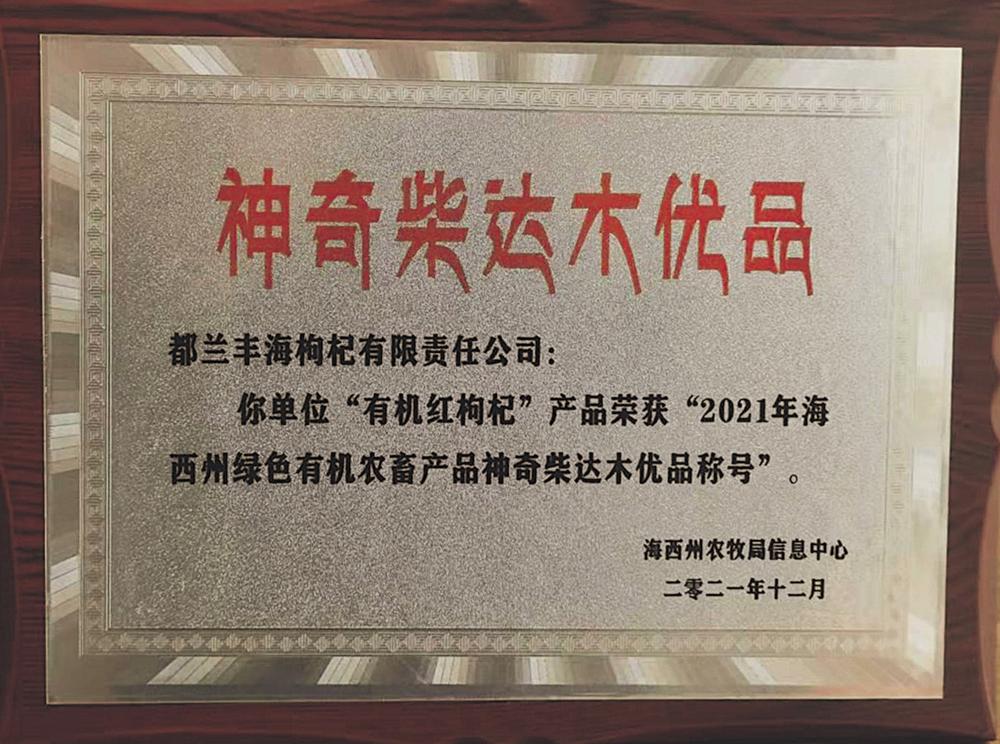 神奇柴达木优品
都兰丰海枸杞有限责任公司：
你单位“有机红枸杞”产品荣获“2021年海
西州绿色有机农畜产品神奇柴达木优品称号”。
海西州农牧局信息中心
二零二一年十二月